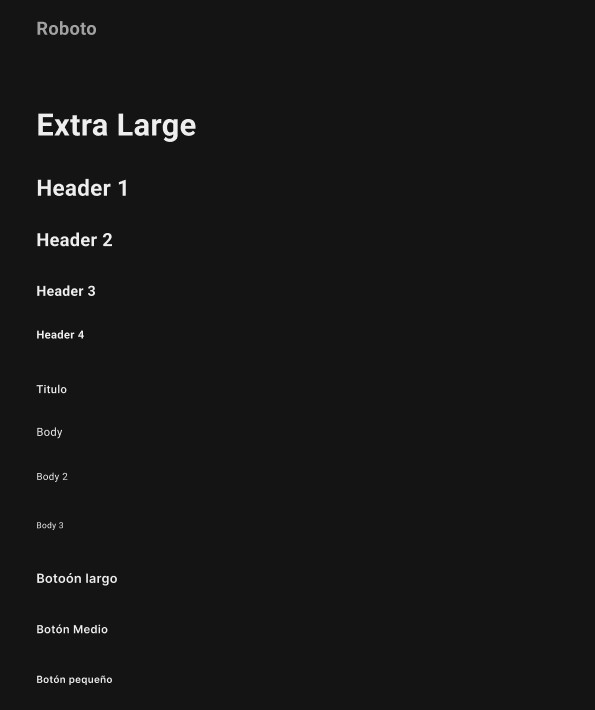 Roboto
Extra Large
Header 1
Header 2
Header 3
Header 4
Titulo
Body
Body 2
Body 3
Botoón largo
Botón Medio
Botón pequeño